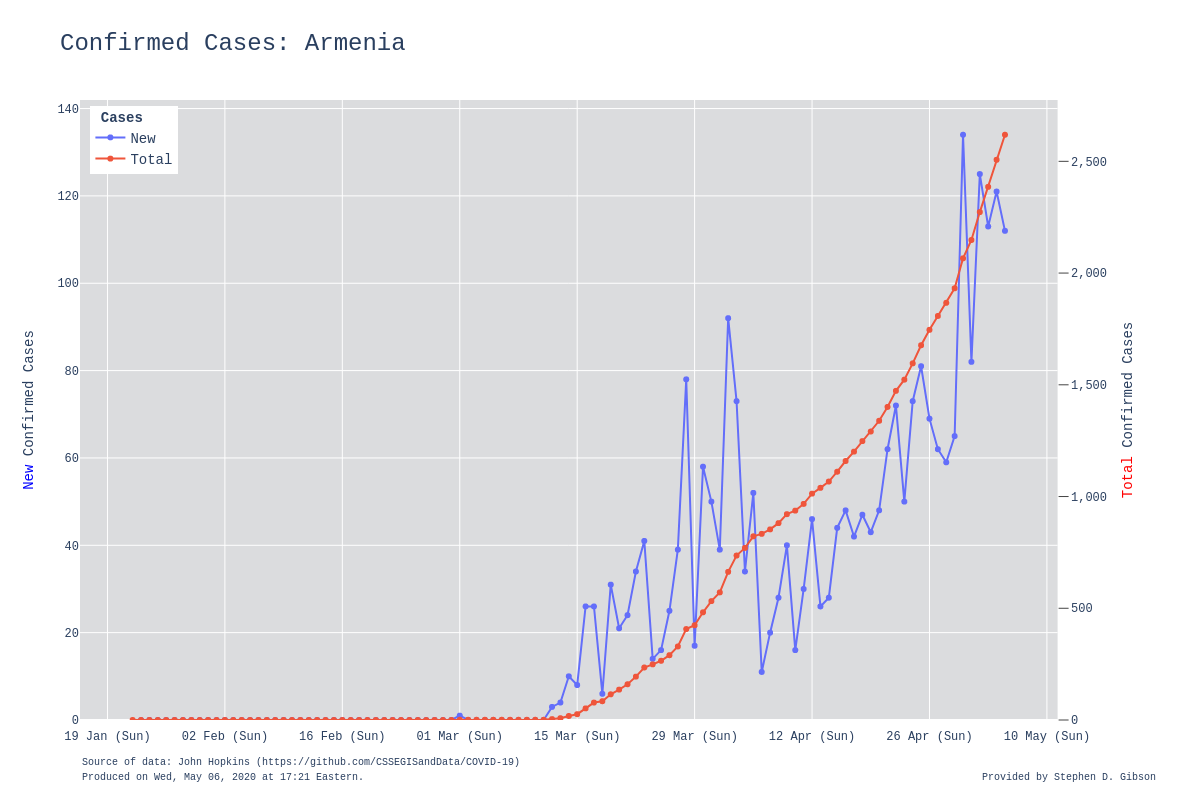 Confirmed Cases: Armenia
Cases
New
Total
140
120
100
80
60
40
20
0
2,500
2,000
1,500
1,000
500
0
New Confirmed Cases
Total Confirmed Cases
19 Jan (Sun) 02 Feb (Sun) 16 Feb (Sun) 01 Mar (Sun) 15 Mar (Sun) 29 Mar (Sun) 12 Apr (Sun) 26 Apr (Sun) 10 May (Sun)
Source of data: John Hopkins (https://github.com/CSSEGISandData/COVID-19)
Produced on Wed, May 06, 2020 at 17:21 Eastern.
Provided by Stephen D. Gibson